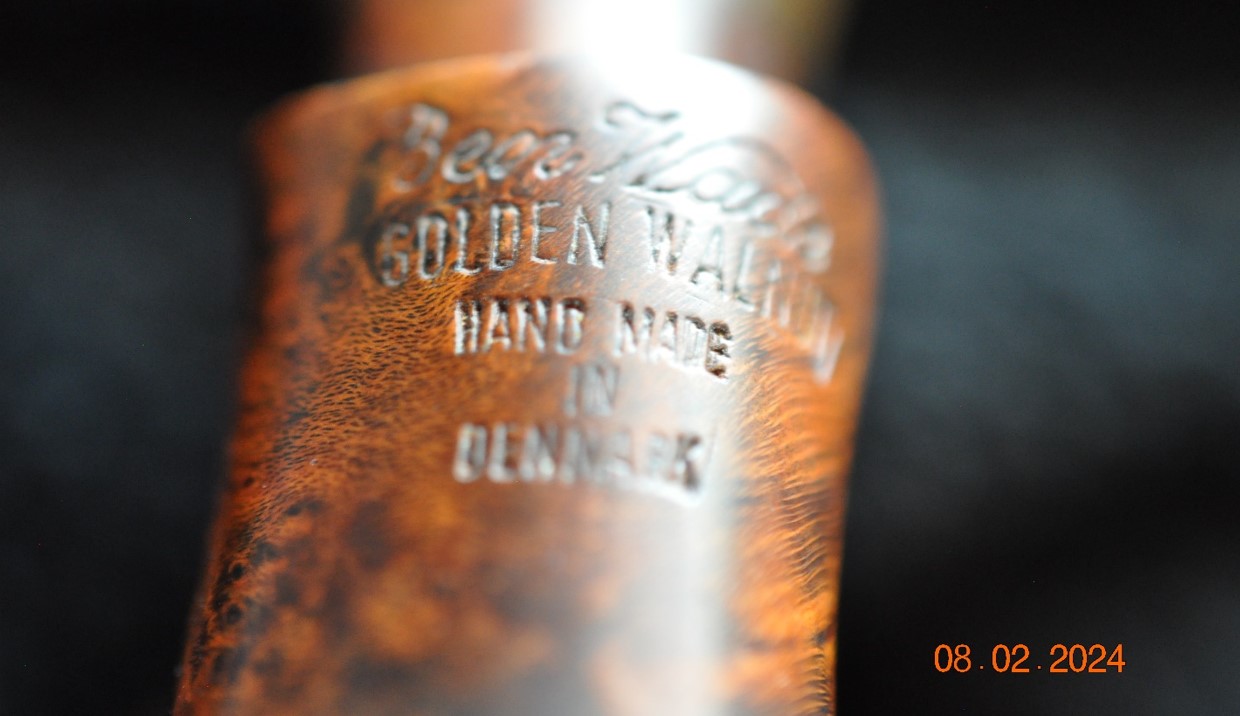 Ben Wade
GOLDEN WALNUT
HAND MADE
IN
DENMARK
08.02.2024